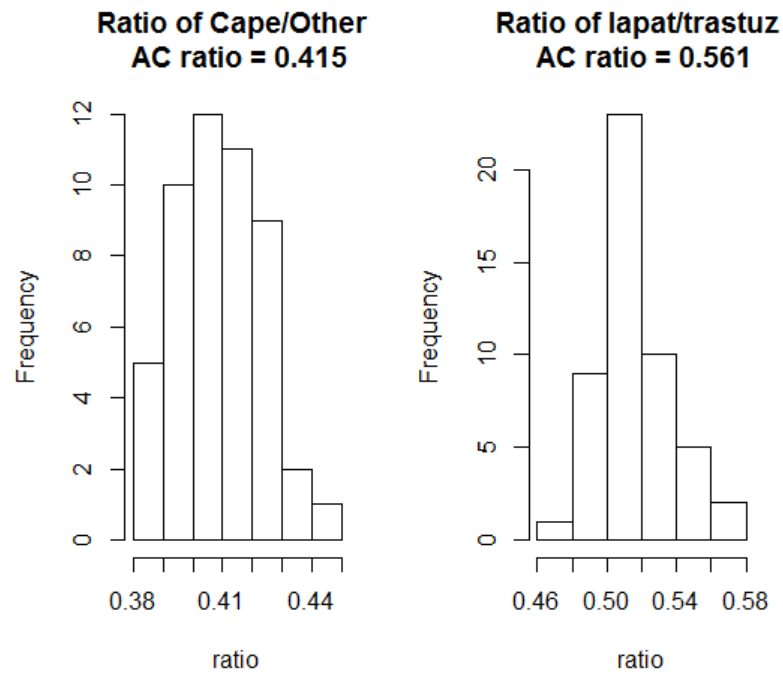 Ratio of Cape/Other
AC ratio = 0.415
Frequency
12
10
8
6
4
2
0
0.38 0.41 0.44
ratio
Ratio of lapat/trastuz
AC ratio = 0.561
Frequency
20
15
10
5
0
0.46 0.50 0.54 0.58
ratio